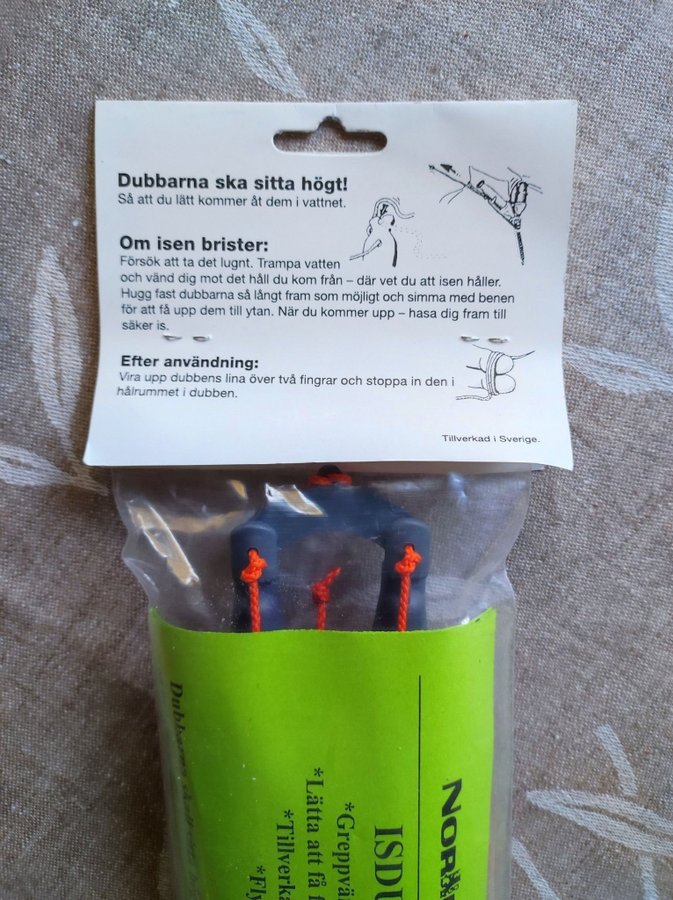 Dubbarna ska sitta högt!
Så att du lätt kommer åt dem i vattnet.
Om isen brister:
Försök att ta det lugnt. Trampa vatten
och vänd dig mot det håll du kom från – där vet du att isen håller.
Hugg fast dubbarna så långt fram som möjligt och simma med benen
för att få upp dem till ytan. När du kommer upp – hasa dig fram till
säker is.
Efter användning:
Vira upp dubbens lina över två fingrar och stoppa in den i
hålrummet i dubben.
Tillverkad i Sverige.
NOR
ISDU
*Greppvä
*Lätta att få f
*Tillverka
*Fly